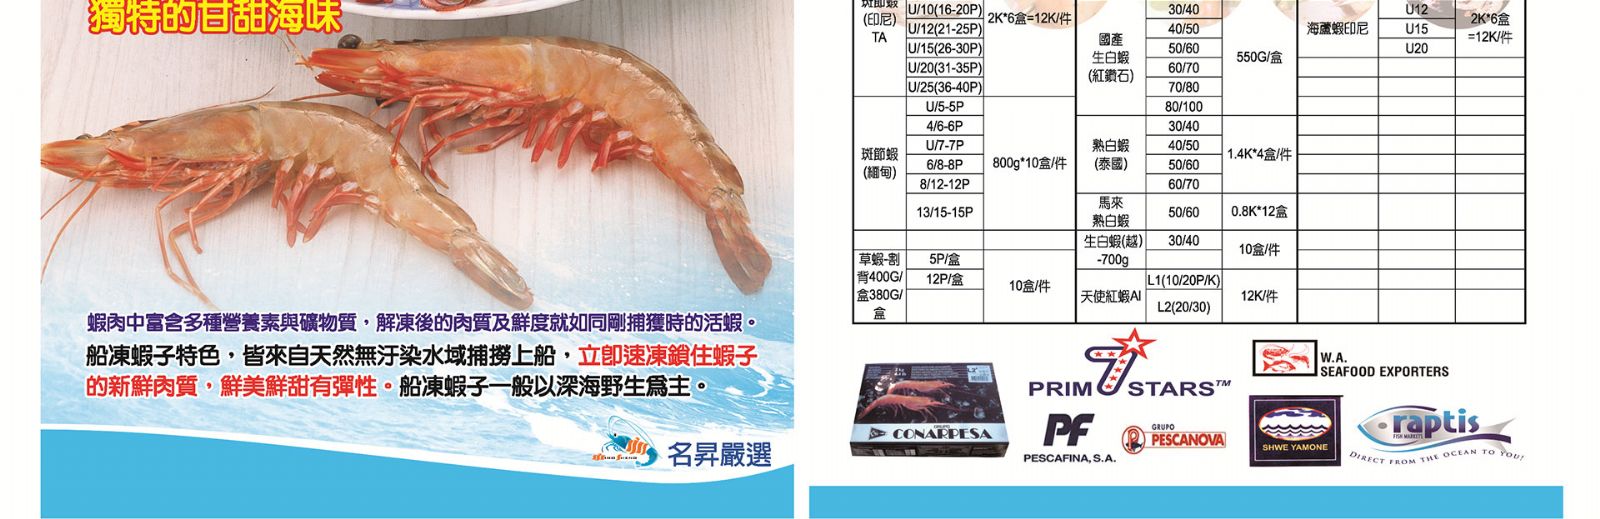 獨特的甘甜海味
蝦肉中富含多種營養素與礦物質，解凍後的肉質及鮮度就如同剛捕獲時的活蝦。
船凍蝦子特色，皆來自天然無汙染水域捕撈上船，立即速凍鎖住蝦子
的新鮮肉質，鮮美鮮甜有彈性。船凍蝦子一般以深海野生為主。
名昇嚴選
斑節蝦
(印尼)
TA
U/10(16-20P)
U/12(21-25P)
U/15(26-30P)
U/20(31-35P)
U/25(36-40P)
2K*6盒=12K/件
斑節蝦
(緬甸)
U/5-5P
4/6-6P
U/7-7P
6/8-8P
8/12-12P
13/15-15P
800g*10盒/件
草蝦-割
背400G/
盒380G/
盒
5P/盒
12P/盒
10盒/件
國產
生白蝦
(紅鑽石)
30/40
40/50
50/60
60/70
70/80
80/100
550G/盒
熟白蝦
(泰國)
30/40
40/50
50/60
60/70
1.4K*4盒/件
馬來
熟白蝦
50/60
0.8K*12盒
生白蝦(越)
-700g
30/40
10盒/件
天使紅蝦AI
L1(10/20P/K)
L2(20/30)
12K/件
海蘆蝦印尼
U12
U15
U20
2K*6盒
=12K/件
CONARPESA
PRIM 7 STARS™
PF
PESCAFINA, S.A.
GRUPO
PESCANOVA
W.A.
SEAFOOD EXPORTERS
SHWE YAMONE
raptis
FISH MARKETS
DIRECT FROM THE OCEAN TO YOU!